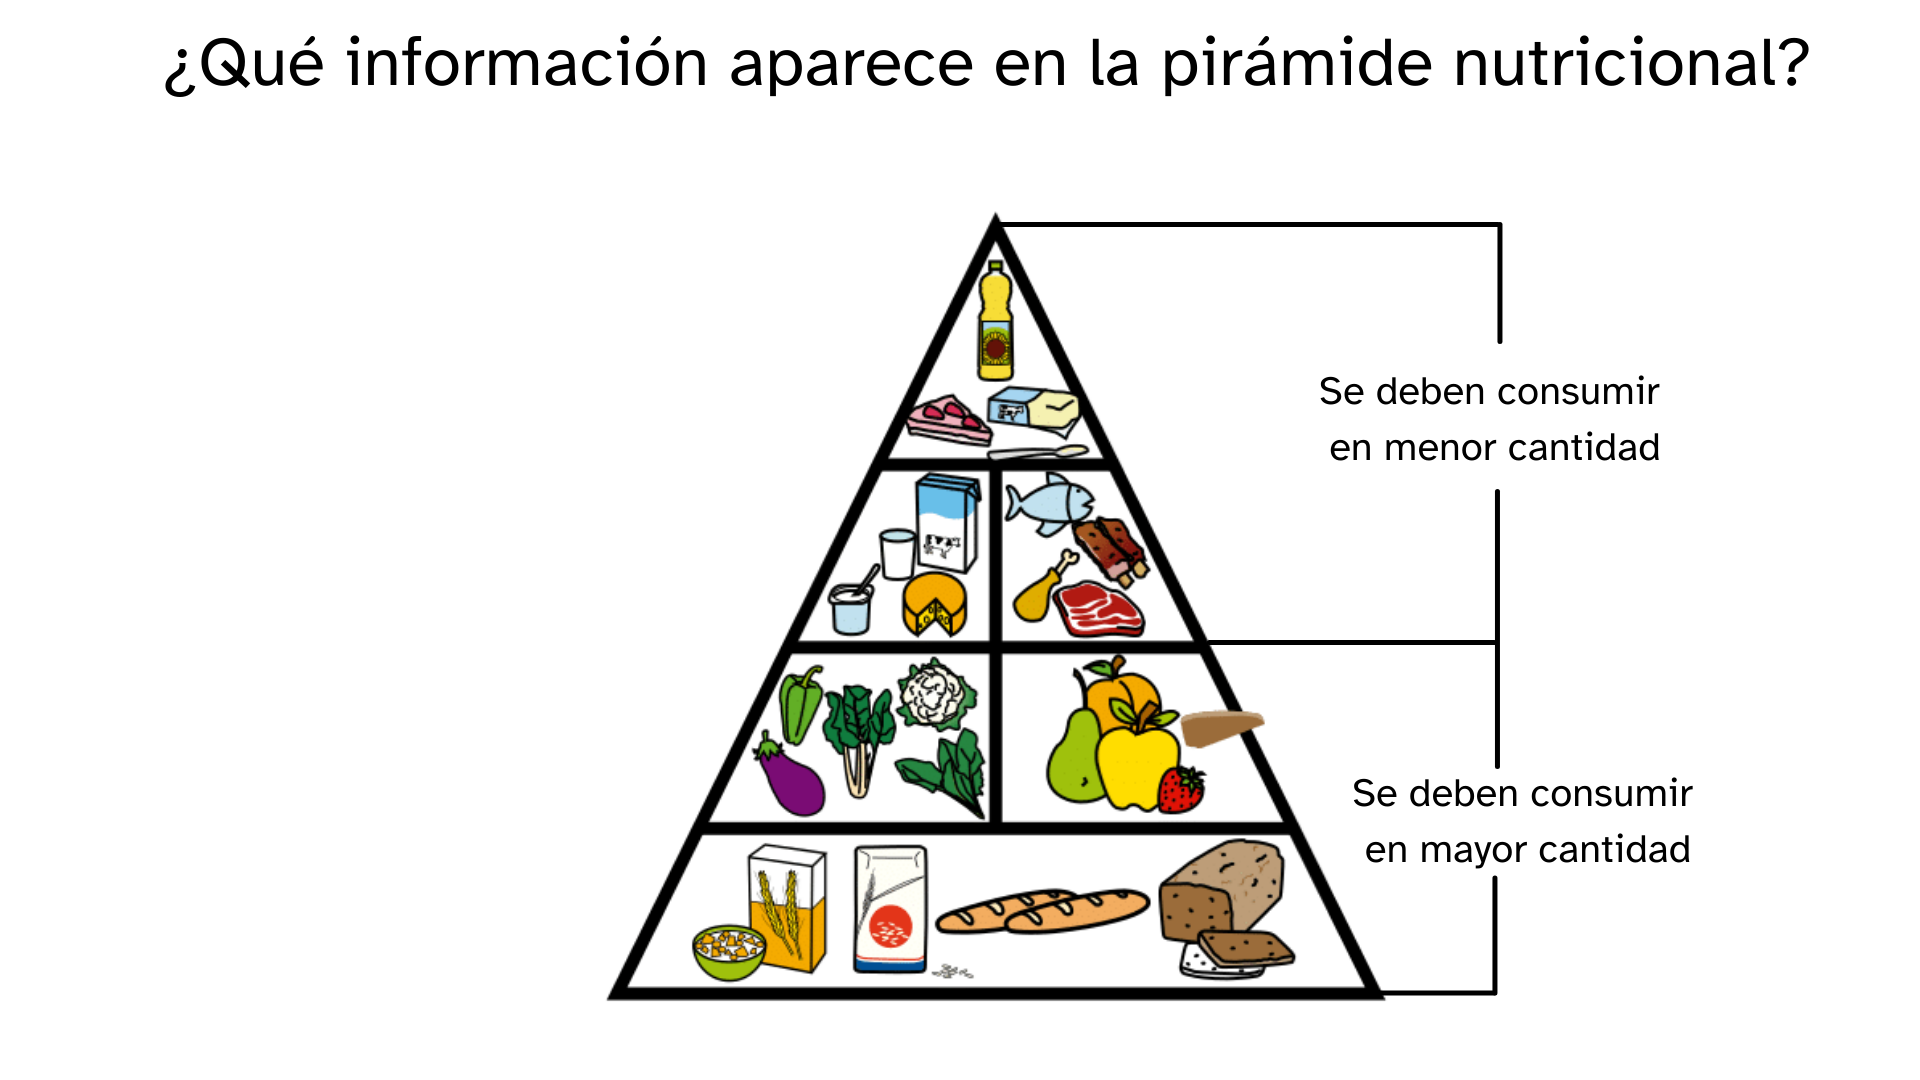 ¿Qué información aparece en la pirámide nutricional?
Se deben consumir
en menor cantidad
Se deben consumir
en mayor cantidad